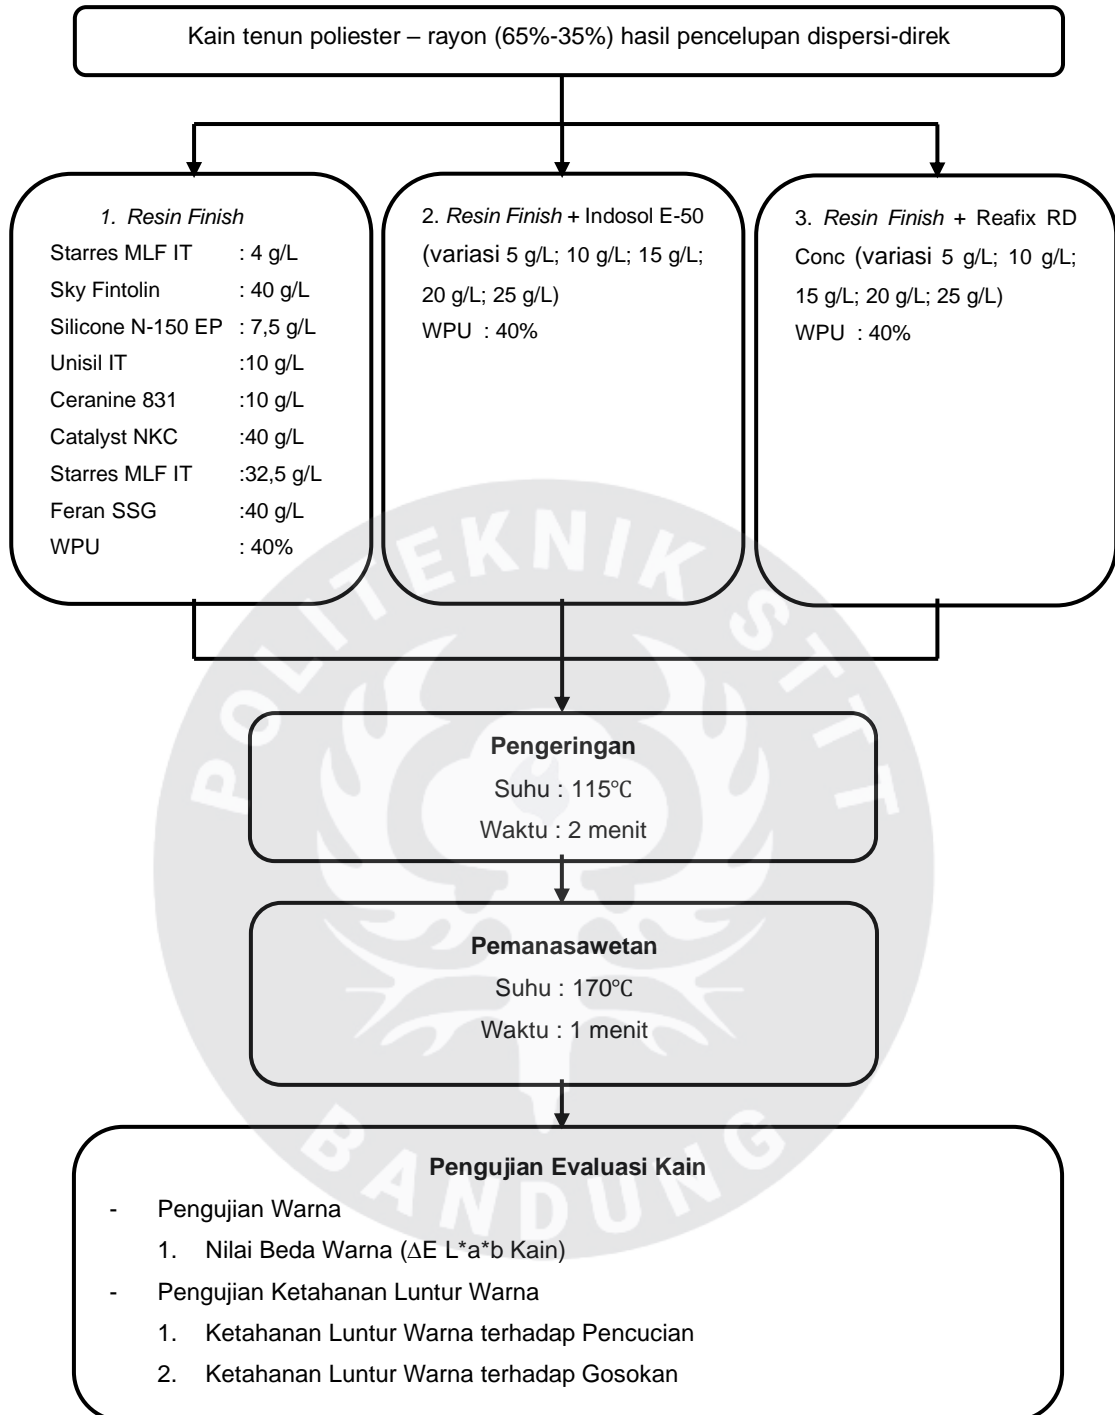 Kain tenun poliester – rayon (65%-35%) hasil pencelupan dispersi-direk
1. Resin Finish
Starres MLF IT : 4 g/L
Sky Fintolin : 40 g/L
Silicone N-150 EP : 7,5 g/L
Unisil IT :10 g/L
Ceranine 831 :10 g/L
Catalyst NKC :40 g/L
Starres MLF IT :32,5 g/L
Feran SSG :40 g/L
WPU : 40%
2. Resin Finish + Indosol E-50
(variasi 5 g/L; 10 g/L; 15 g/L;
20 g/L; 25 g/L)
WPU : 40%
3. Resin Finish + Reafix RD
Conc (variasi 5 g/L; 10 g/L;
15 g/L; 20 g/L; 25 g/L)
WPU : 40%
Pengeringan
Suhu : 115°C
Waktu : 2 menit
Pemanasawetan
Suhu : 170°C
Waktu : 1 menit
Pengujian Evaluasi Kain
- Pengujian Warna
1. Nilai Beda Warna (∆E L*a*b Kain)
- Pengujian Ketahanan Luntur Warna
1. Ketahanan Luntur Warna terhadap Pencucian
2. Ketahanan Luntur Warna terhadap Gosokan
POLITEKNIK STTT
BANDUNG